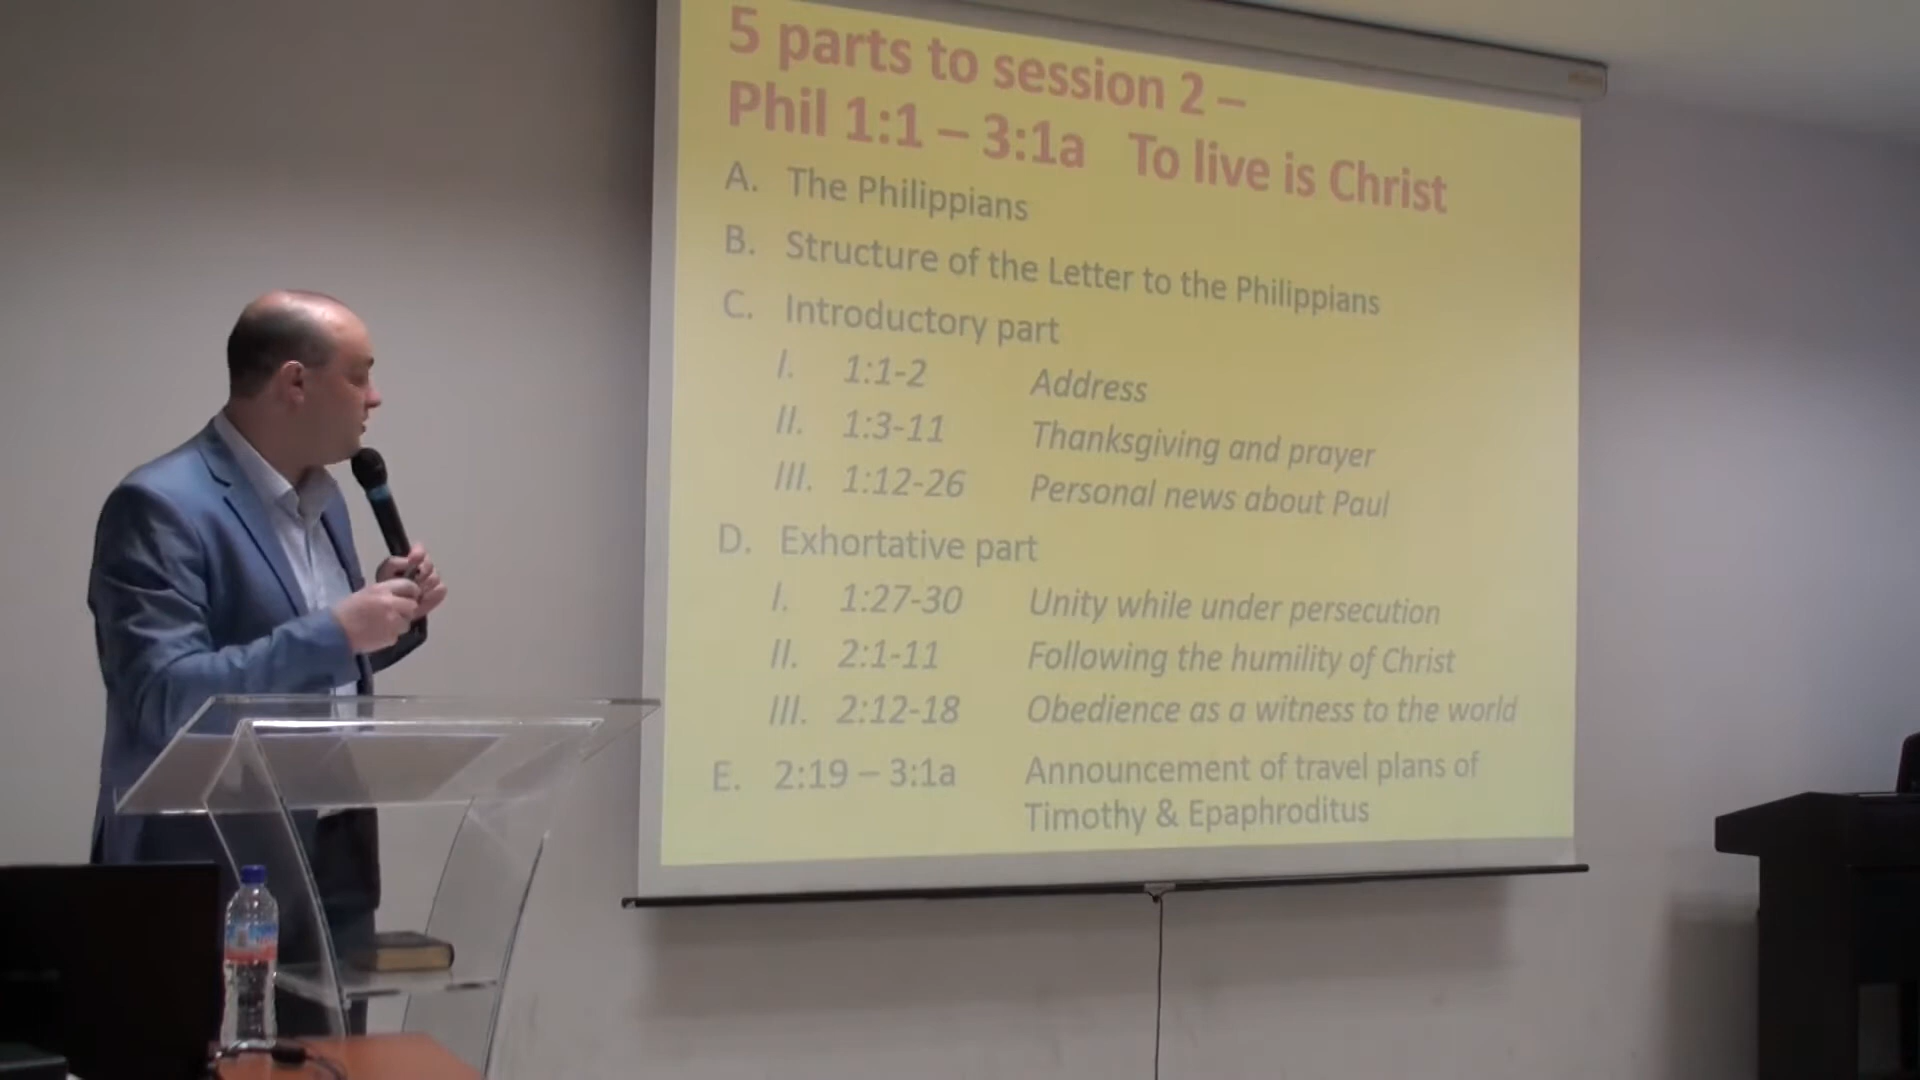 5 parts to session 2 –
Phil 1:1 – 3:1a To live is Christ
A. The Philippians
B. Structure of the Letter to the Philippians
C. Introductory part
I. 1:1-2 Address
II. 1:3-11 Thanksgiving and prayer
III. 1:12-26 Personal news about Paul
D. Exhortative part
I. 1:27-30 Unity while under persecution
II. 2:1-11 Following the humility of Christ
III. 2:12-18 Obedience as a witness to the world
E. 2:19 – 3:1a Announcement of travel plans of
Timothy & Epaphroditus